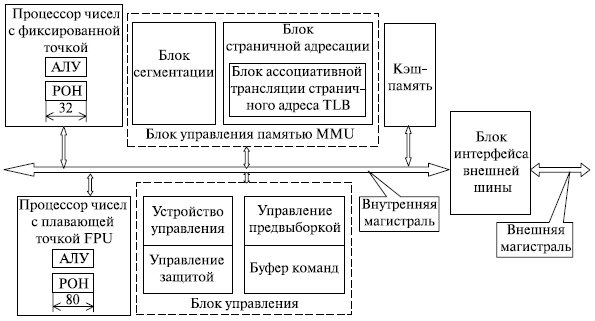 Процессор чисел
с фиксированной
точкой
АЛУ
РОН
32
Блок
сегментации
Блок
страничной адресации
Блок ассоциативной
трансляции странич-
ного адреса TLB
Блок управления памятью MMU
Кэш-
память
Блок
интерфейса
внешней
шины
Внутренняя
магистраль
Внешняя
магистраль
Процессор чисел
с плавающей
точкой FPU
АЛУ
РОН
80
Устройство
управления
Управление
защитой
Управление
предвыборкой
Буфер команд
Блок управления